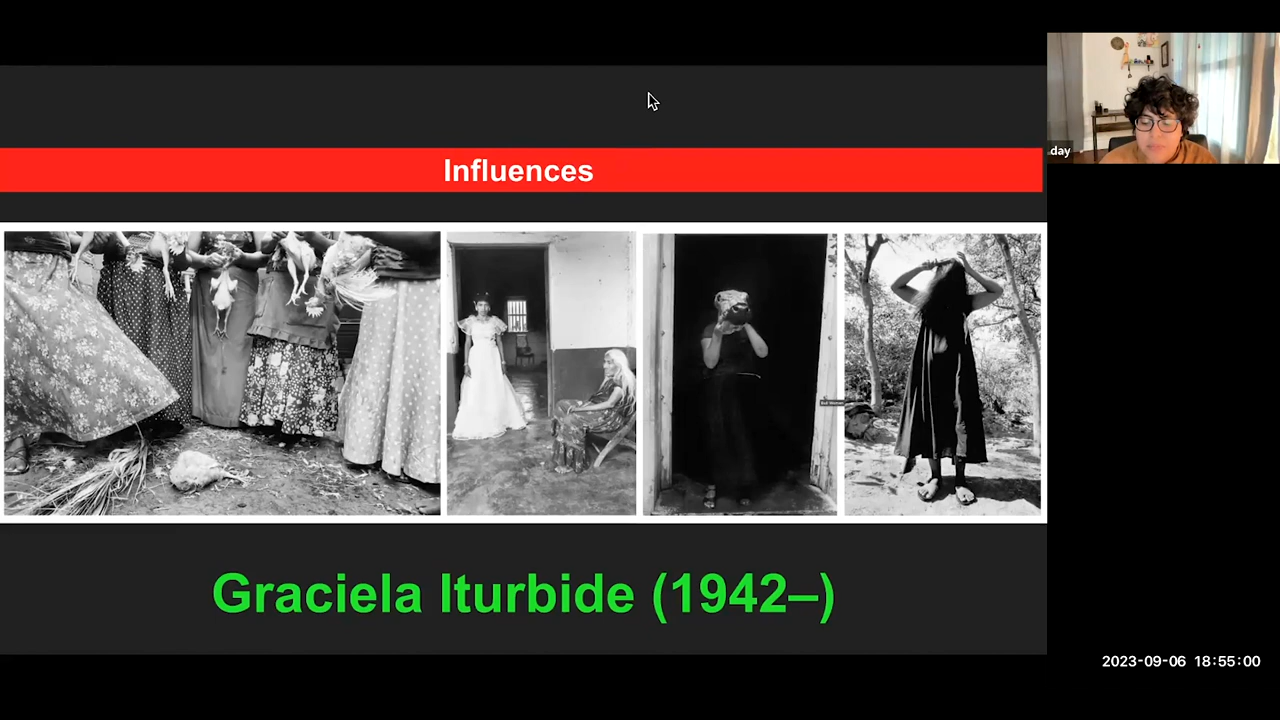 Influences
day
Graciela Iturbide (1942–)
2023-09-06 18:55:00